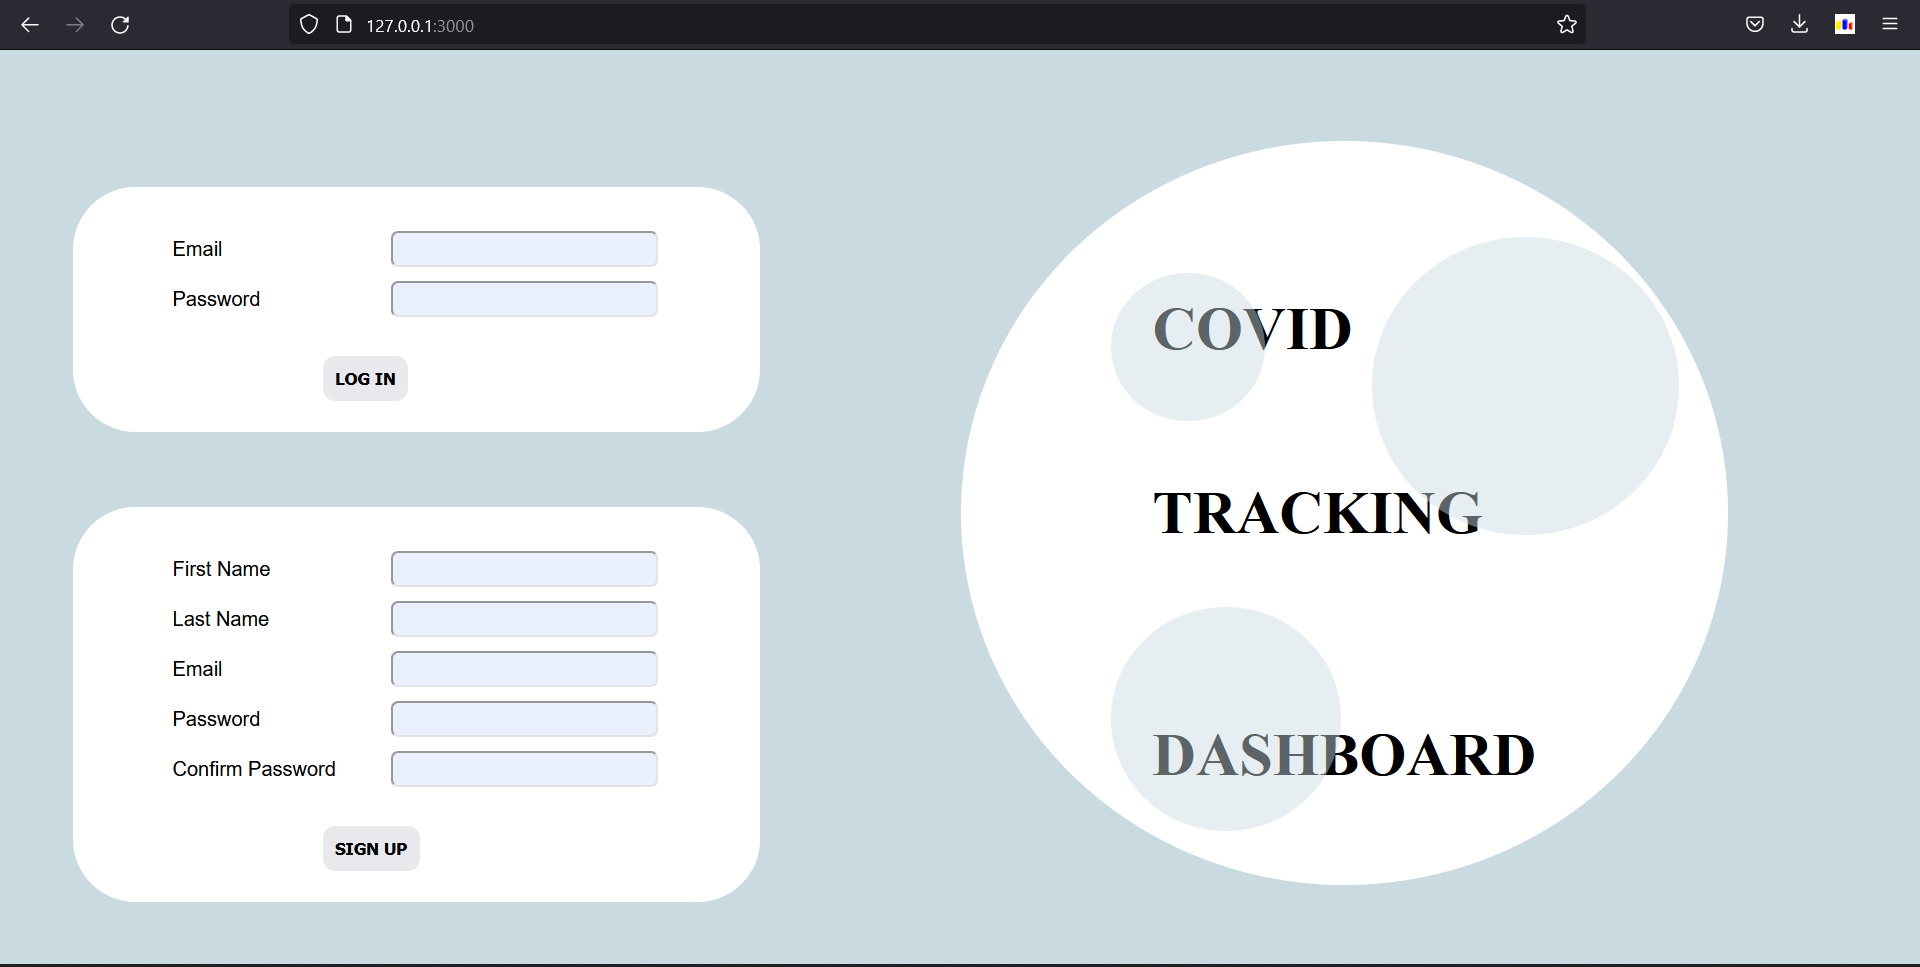 127.0.0.1:3000
Email
Password
LOG IN
First Name
Last Name
Email
Password
Confirm Password
SIGN UP
COVID
TRACKING
DASHBOARD